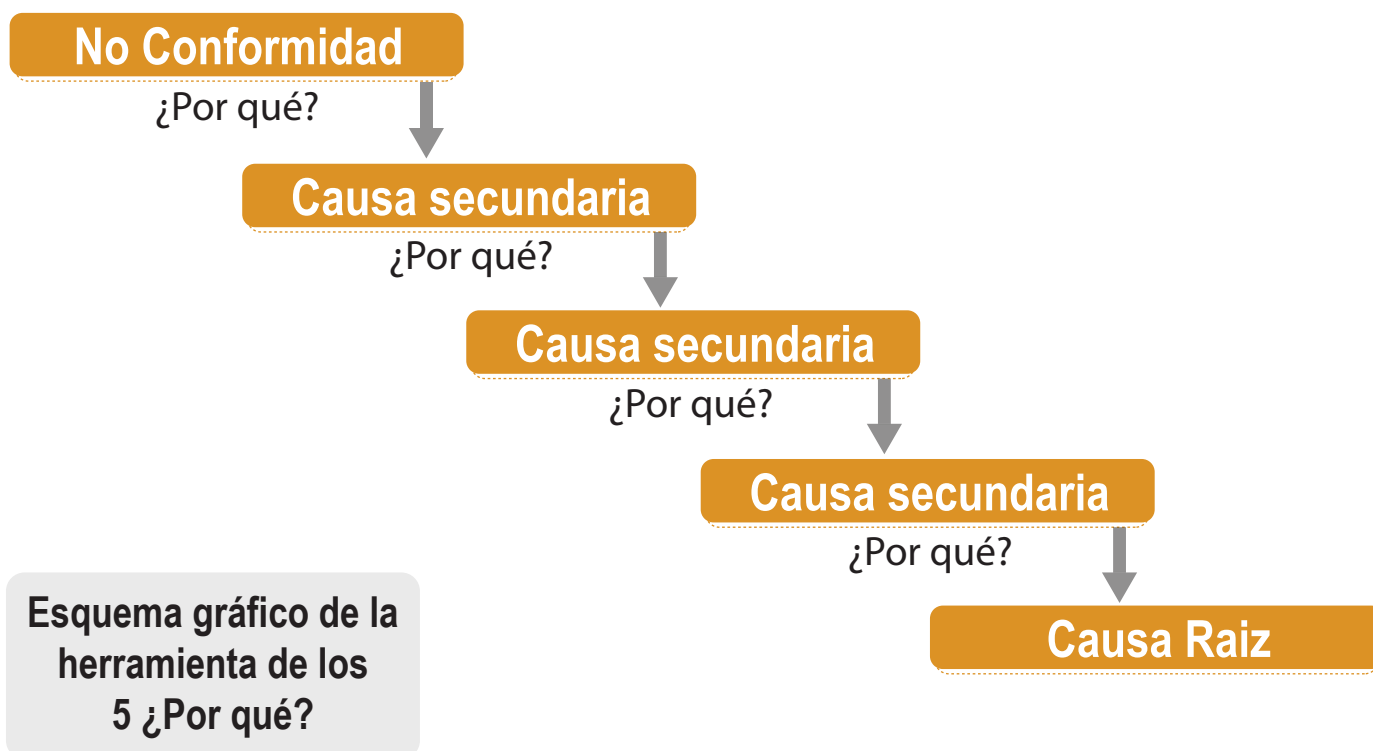 No Conformidad
¿Por qué?
Causa secundaria
¿Por qué?
Causa secundaria
¿Por qué?
Causa secundaria
¿Por qué?
Causa Raiz
Esquema gráfico de la
herramienta de los
5 ¿Por qué?